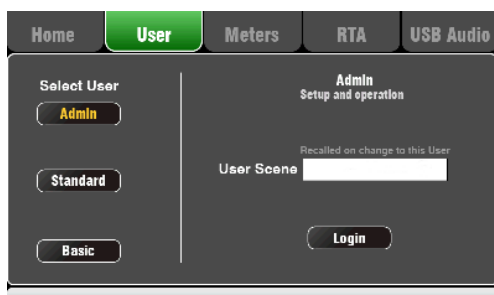 Home User Meters RTA USB Audio
Select User
Admin
Standard
Basic
Admin
Setup and operation
Recalled on change to this User
User Scene
Login